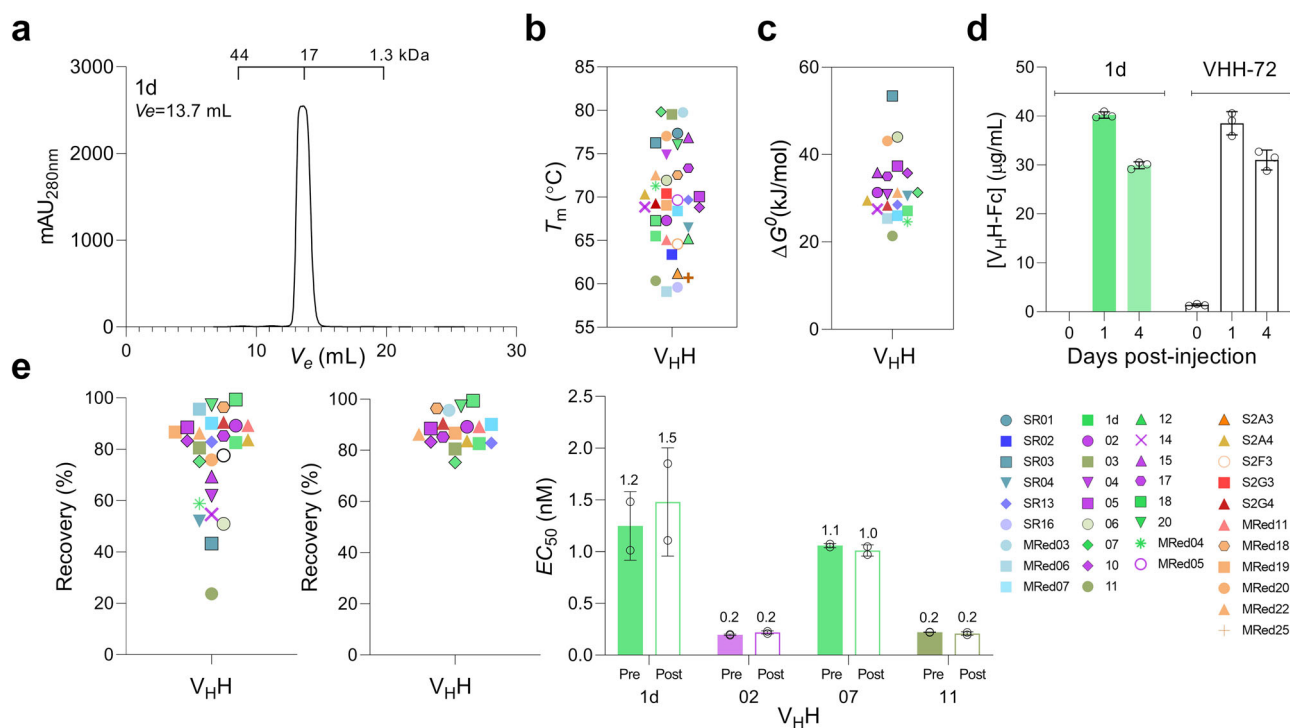 a
44 17 1.3 kDa
3000
2000
1000
0
mAU280nm
1d
Ve=13.7 mL
0 10 20 30
Ve (mL)
b
85
80
75
70
65
60
55
Tm (°C)
VHH
c
60
40
20
0
ΔG0(kJ/mol)
VHH
d
1d VHH-72
50
40
30
20
10
0
[VHH-Fc] (µg/mL)
0 1 4 0 1 4
Days post-injection
e
100
80
60
40
20
0
Recovery (%)
VHH
100
80
60
40
20
0
Recovery (%)
VHH
2.5
2.0
1.5
1.0
0.5
0.0
EC50 (nM)
1.2 1.5 0.2 0.2 1.1 1.0 0.2 0.2
Pre Post Pre Post Pre Post Pre Post
1d 02 07 11
VHH
SR01
SR02
SR03
SR04
SR13
SR16
MRed03
MRed06
MRed07
1d
02
03
04
05
06
07
10
11
12
14
15
17
18
20
MRed04
MRed05
S2A3
S2A4
S2F3
S2G3
S2G4
MRed11
MRed18
MRed19
MRed20
MRed22
MRed25